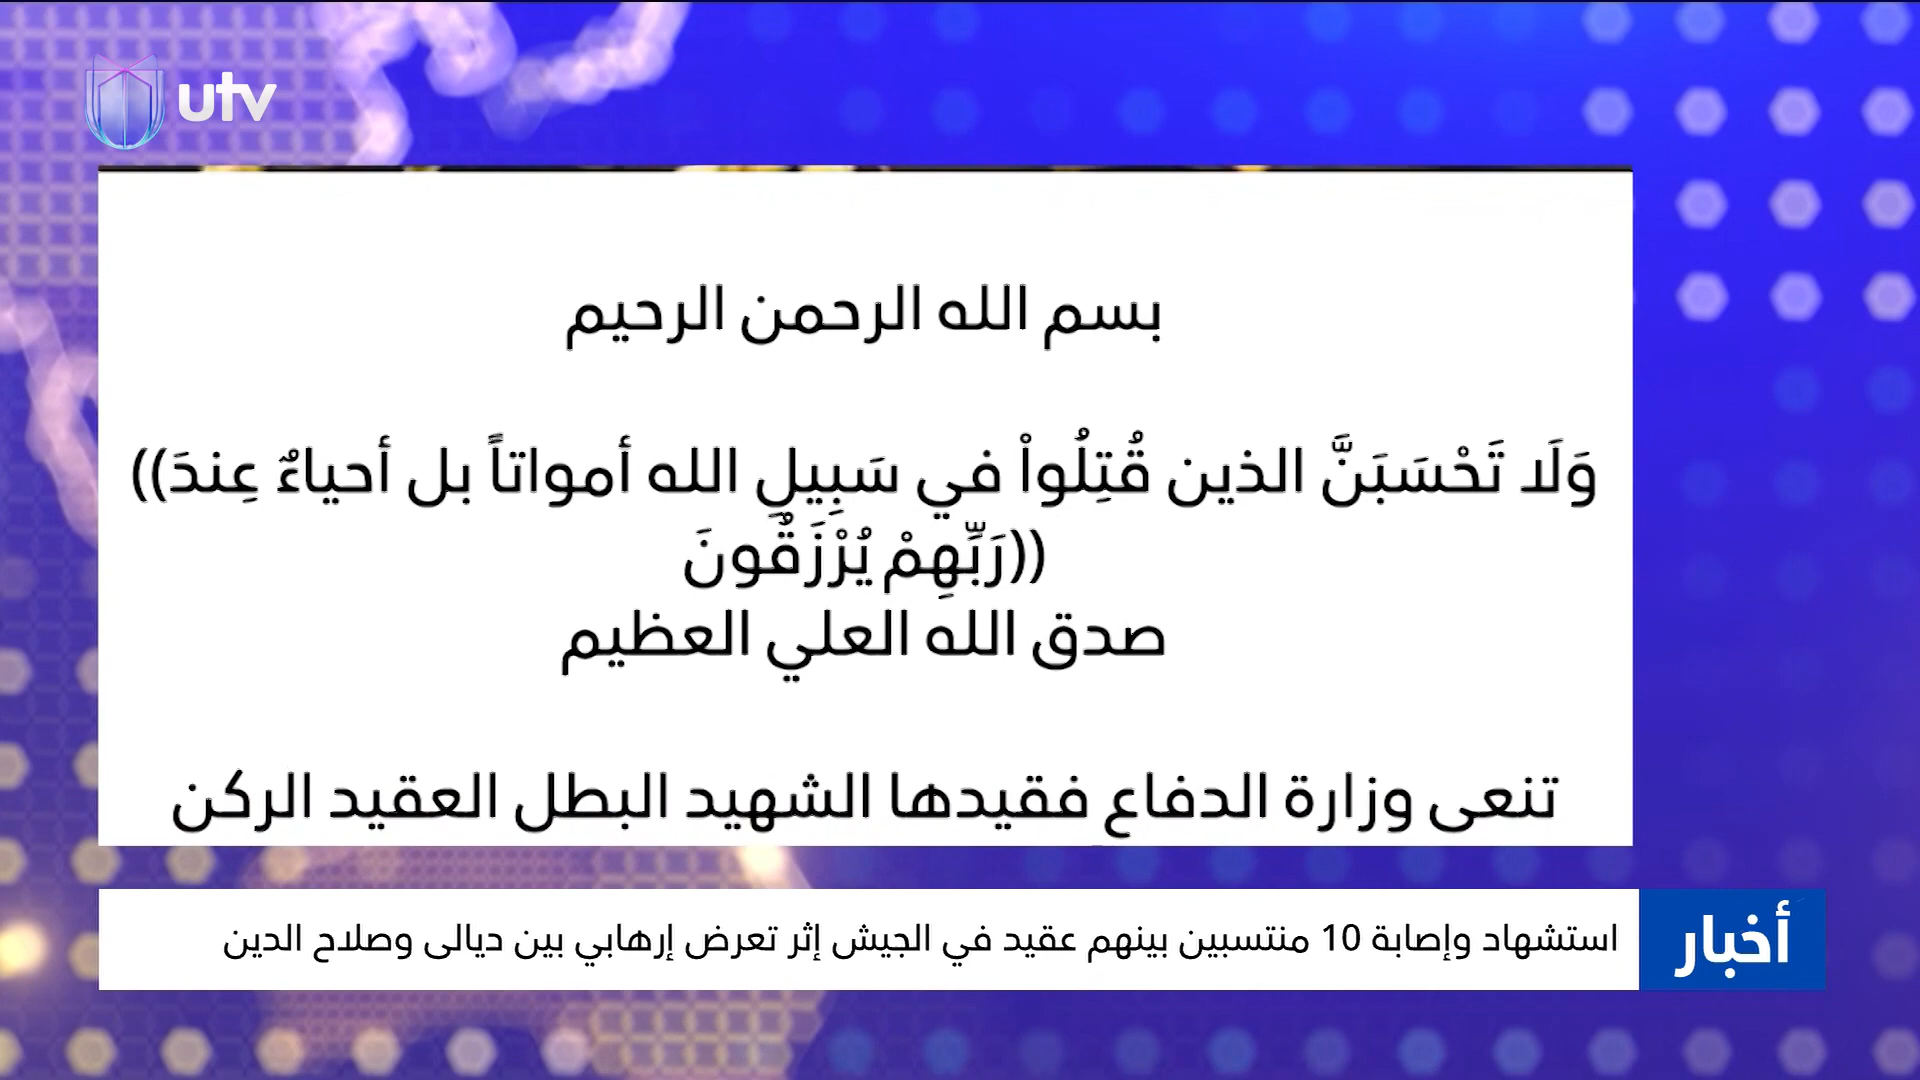 utv
بسم الله الرحمن الرحيم
وَلَا تَحْسَبَنَّ الذين قُتِلُواْ في سَبِيلِ الله أمواتاً بل أحياءٌ عِندَ))
((رَبِّهِمْ يُرْزَقُونَ
صدق الله العلي العظيم
تنعى وزارة الدفاع فقيدها الشهيد البطل العقيد الركن
أخبار
استشهاد وإصابة 10 منتسبين بينهم عقيد في الجيش إثر تعرض إرهابي بين ديالى وصلاح الدين